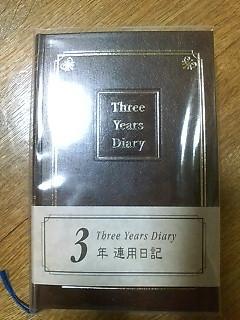 Three
Years
Diary
3 Three Years Diary
年 連用日記